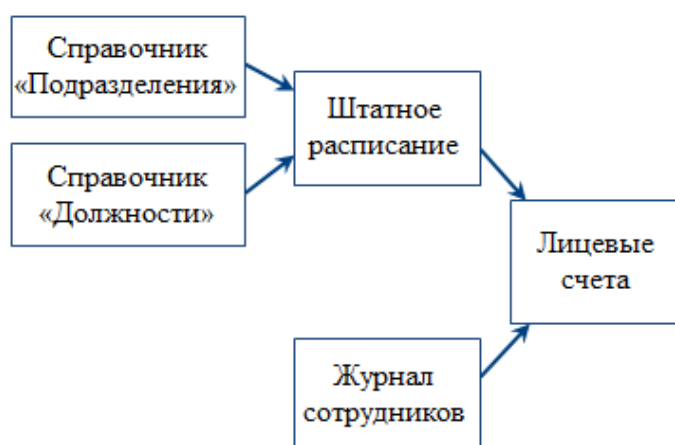 Справочник
«Подразделения»
Штатное
расписание
Справочник
«Должности»
Лицевые
счета
Журнал
сотрудников